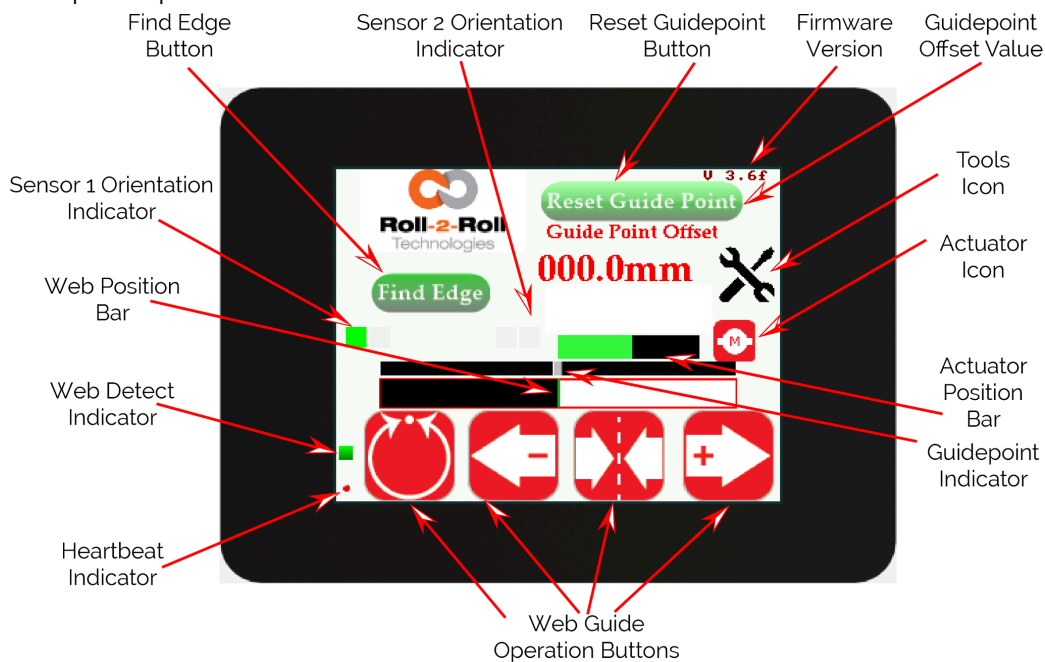 Find Edge
Button
Sensor 2 Orientation
Indicator
Reset Guidepoint
Button
Firmware
Version
Guidepoint
Offset Value
Sensor 1 Orientation
Indicator
Web Position
Bar
Web Detect
Indicator
Heartbeat
Indicator
V 3.6f
Roll-2-Roll
Technologies
Reset Guide Point
Guide Point Offset
000.0mm
Find Edge
M
-
+
Tools
Icon
Actuator
Icon
Actuator
Position
Bar
Guidepoint
Indicator
Web Guide
Operation Buttons